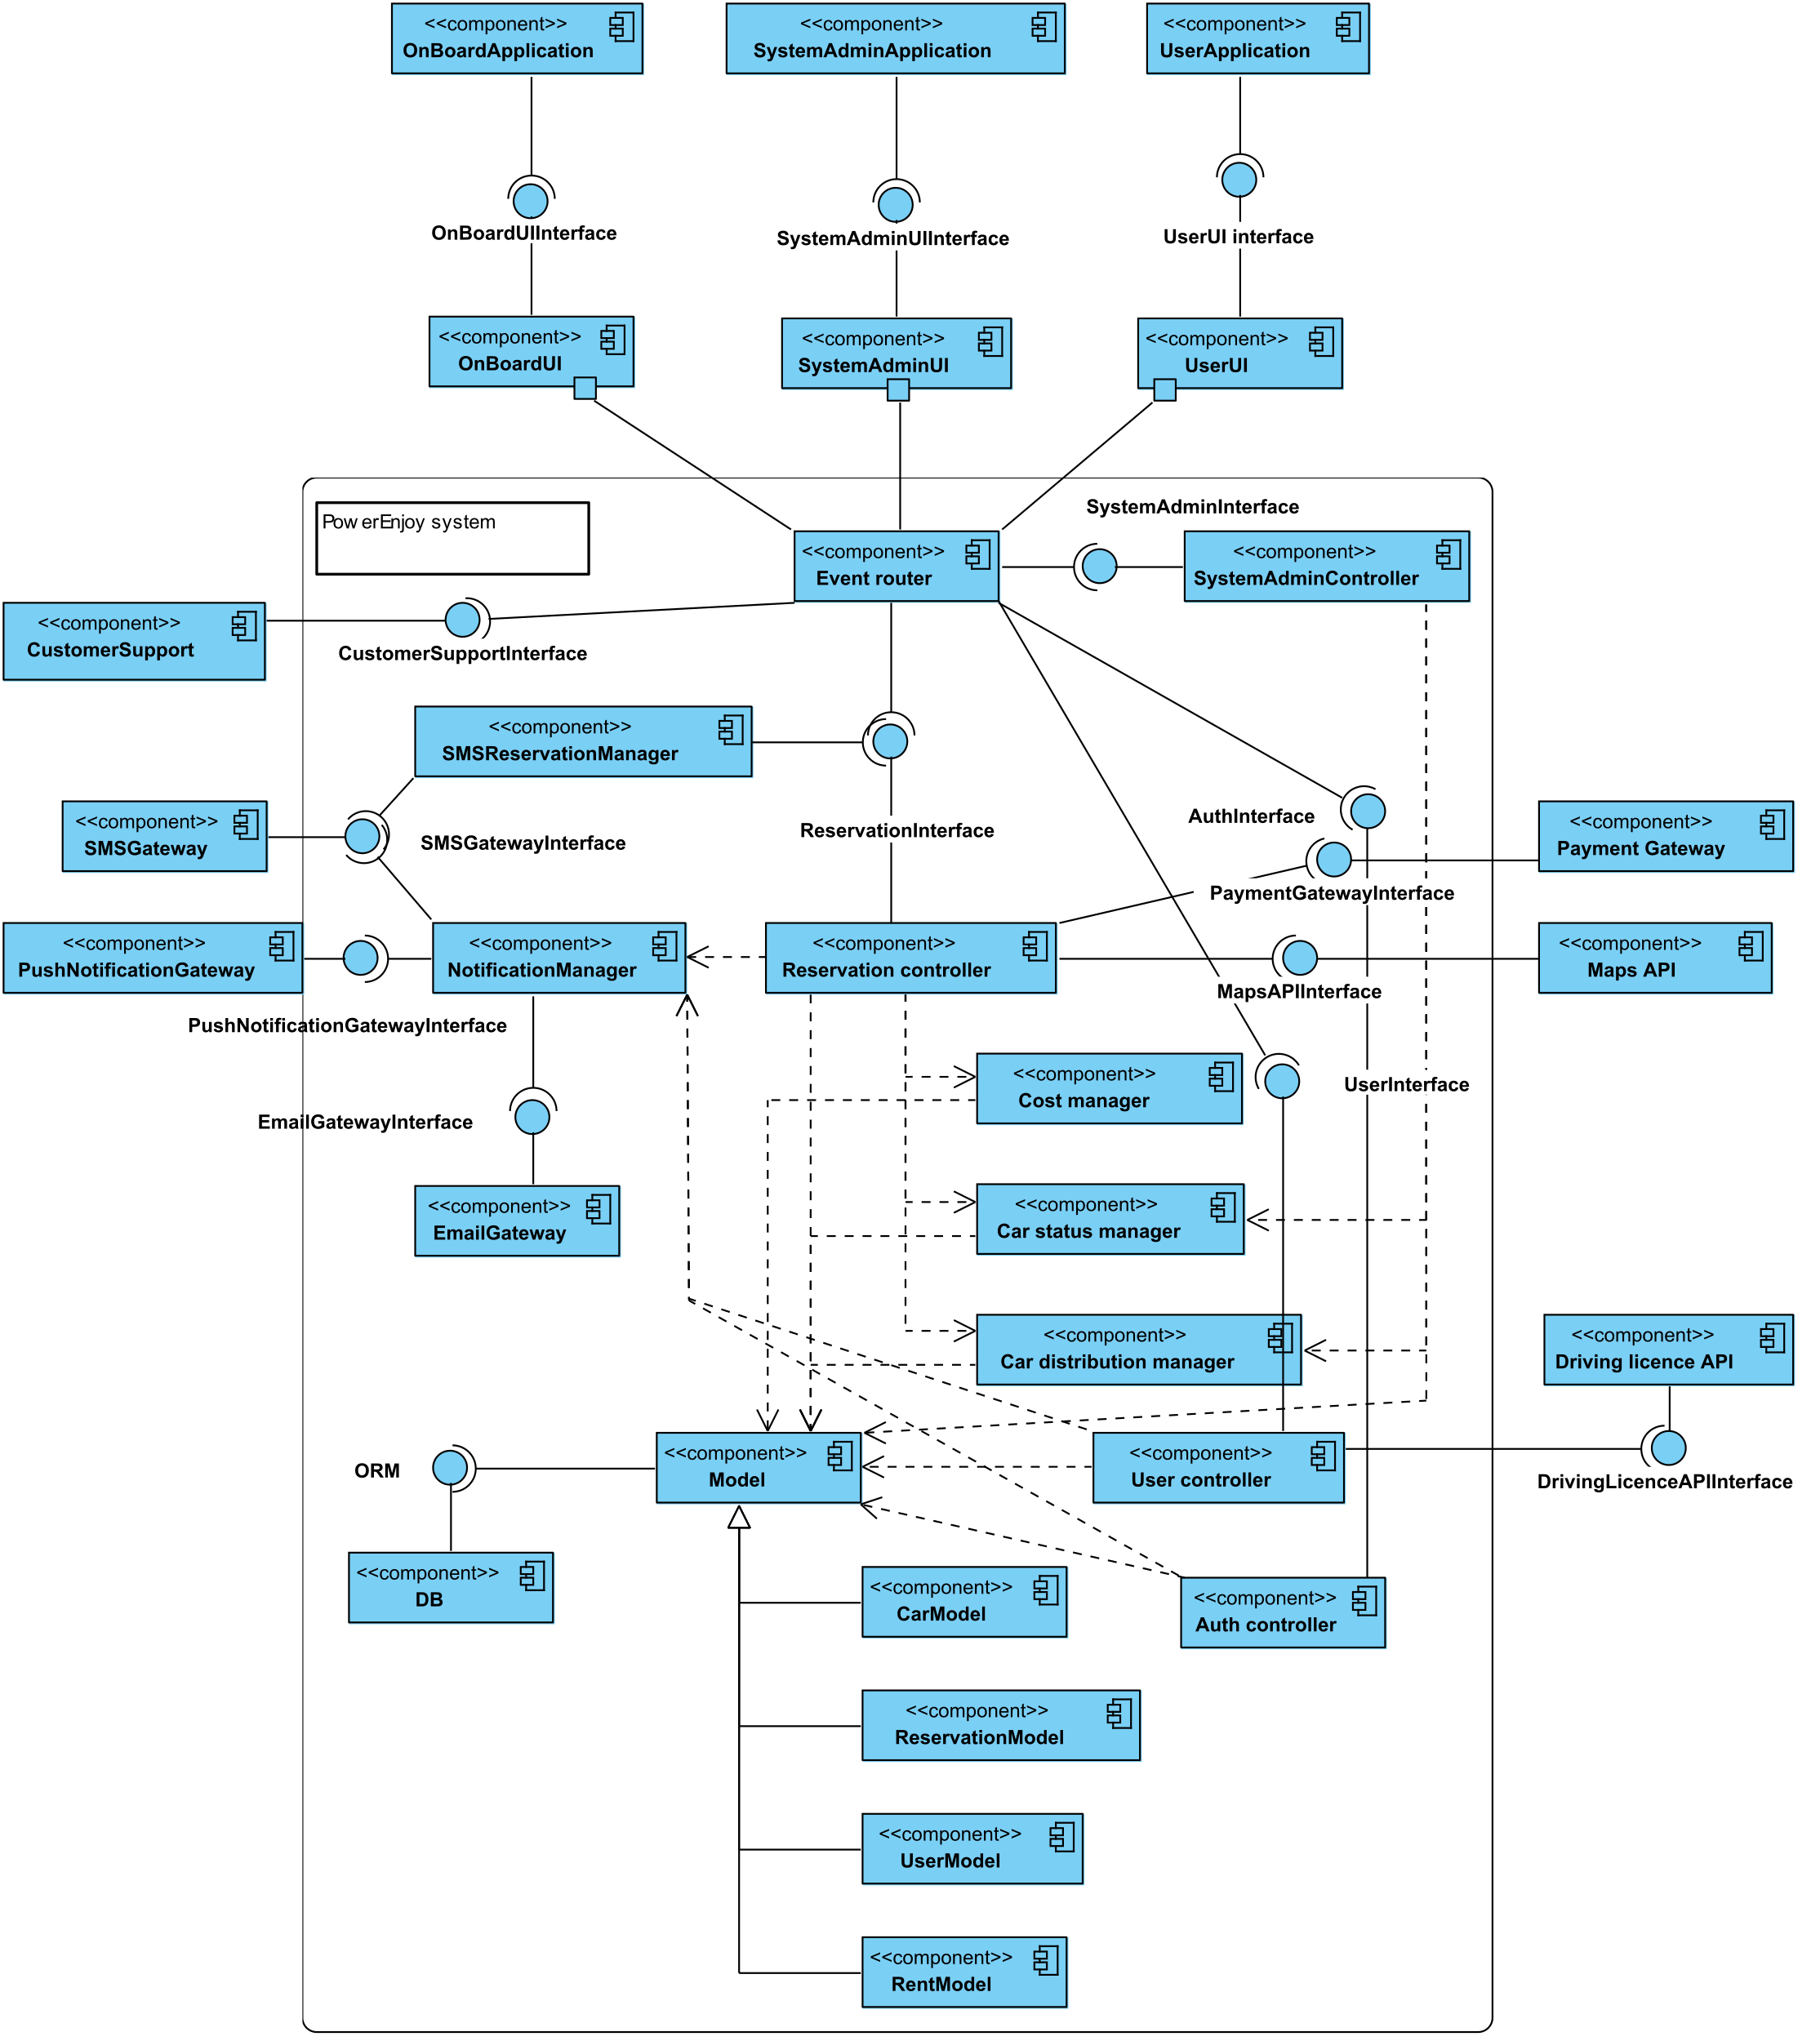 <<component>>
OnBoardApplication
<<component>>
SystemAdminApplication
<<component>>
UserApplication
OnBoardUIInterface
SystemAdminUIInterface
UserUI interface
<<component>>
OnBoardUI
<<component>>
SystemAdminUI
<<component>>
UserUI
PowerEnjoy system
SystemAdminInterface
<<component>>
Event router
<<component>>
SystemAdminController
<<component>>
CustomerSupport
CustomerSupportInterface
<<component>>
SMSReservationManager
<<component>>
SMSGateway
SMSGatewayInterface
ReservationInterface
AuthInterface
<<component>>
Payment Gateway
PaymentGatewayInterface
<<component>>
PushNotificationGateway
<<component>>
NotificationManager
<<component>>
Reservation controller
<<component>>
Maps API
MapsAPIInterface
PushNotificationGatewayInterface
<<component>>
Cost manager
UserInterface
EmailGatewayInterface
<<component>>
EmailGateway
<<component>>
Car status manager
<<component>>
Car distribution manager
<<component>>
Driving licence API
ORM
<<component>>
Model
<<component>>
User controller
DrivingLicenceAPIInterface
<<component>>
DB
<<component>>
CarModel
<<component>>
Auth controller
<<component>>
ReservationModel
<<component>>
UserModel
<<component>>
RentModel